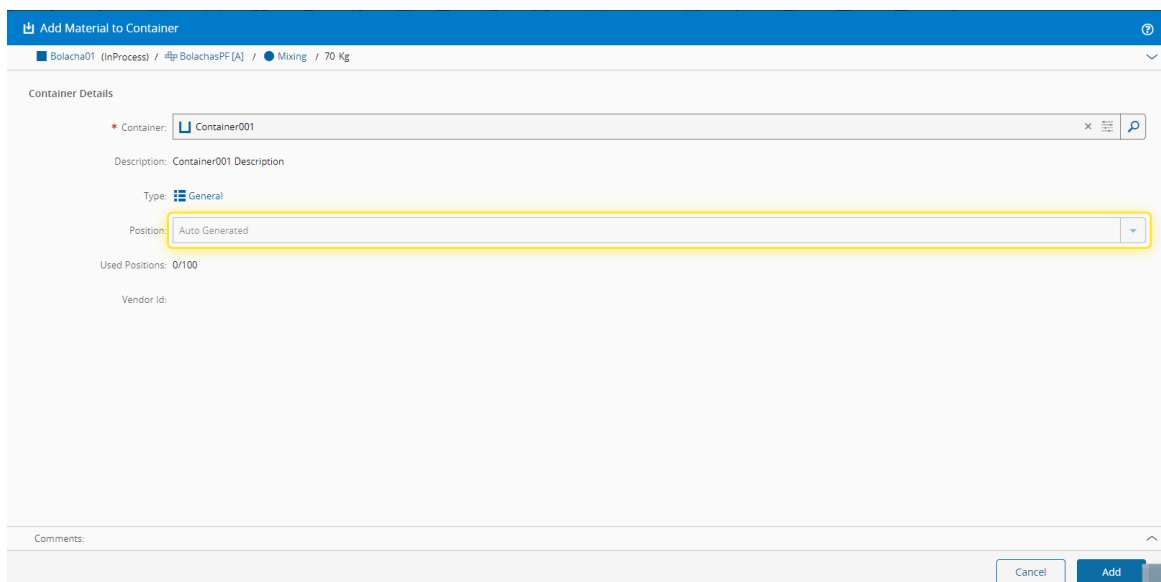 Add Material to Container
Bolacha01 (InProcess) / BolachasPF [A] / Mixing / 70 Kg
Container Details
* Container: Container001
Description: Container001 Description
Type: General
Position: Auto Generated
Used Positions: 0/100
Vendor Id:
Comments:
Cancel Add